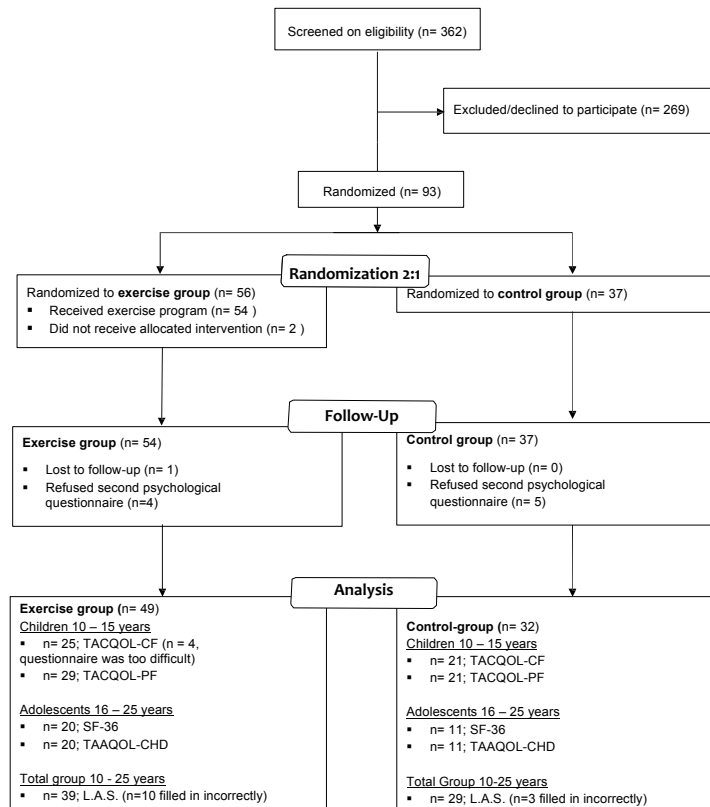 Screened on eligibility (n= 362)
Excluded/declined to participate (n= 269)
Randomized (n= 93)
Randomization 2:1
Randomized to exercise group (n= 56)
▪ Received exercise program (n= 54 )
▪ Did not receive allocated intervention (n= 2 )
Randomized to control group (n= 37)
Follow-Up
Exercise group (n= 54)
▪ Lost to follow-up (n= 1)
▪ Refused second psychological
questionnaire (n=4)
Control group (n= 37)
▪ Lost to follow-up (n= 0)
▪ Refused second psychological
questionnaire (n= 5)
Analysis
Exercise group (n= 49)
Children 10 – 15 years
▪ n= 25; TACQOL-CF (n = 4,
questionnaire was too difficult)
▪ n= 29; TACQOL-PF
Adolescents 16 – 25 years
▪ n= 20; SF-36
▪ n= 20; TAAQOL-CHD
Total group 10 - 25 years
▪ n= 39; L.A.S. (n=10 filled in incorrectly)
Control-group (n= 32)
Children 10 – 15 years
▪ n= 21; TACQOL-CF
▪ n= 21; TACQOL-PF
Adolescents 16 – 25 years
▪ n= 11; SF-36
▪ n= 11; TAAQOL-CHD
Total Group 10-25 years
▪ n= 29; L.A.S. (n=3 filled in incorrectly)